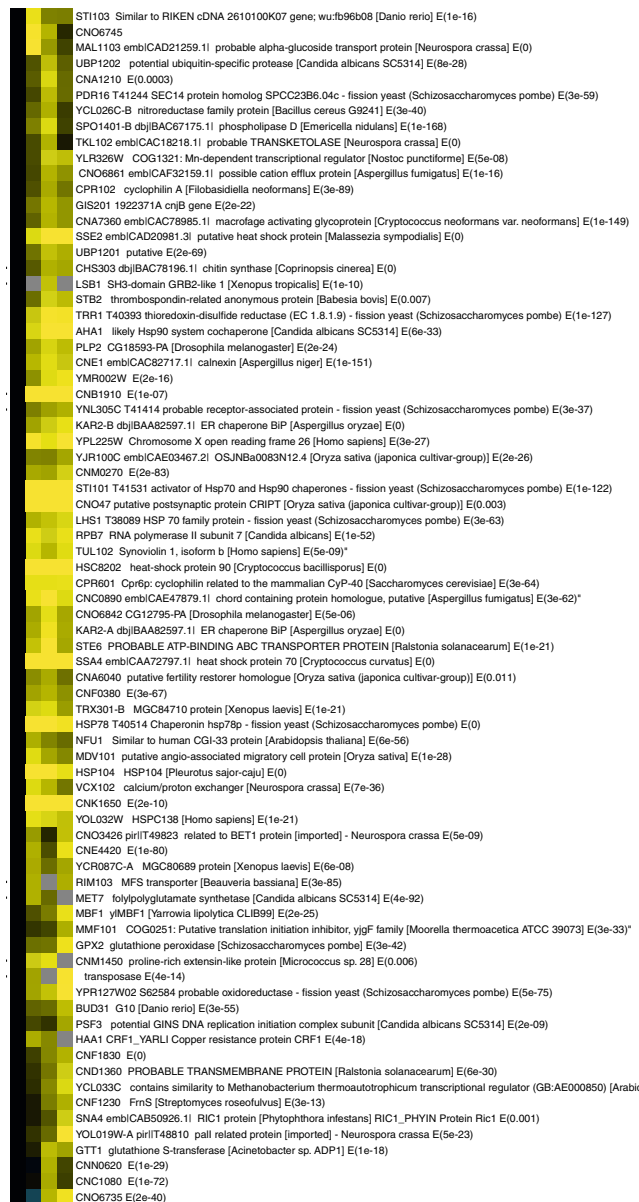 STI103 Similar to RIKEN cDNA 2610100K07 gene; wu:fb96b08 [Danio rerio] E(1e-16)
CNO6745
MAL1103 emb|CAD21259.1| probable alpha-glucoside transport protein [Neurospora crassa] E(0)
UBP1202 potential ubiquitin-specific protease [Candida albicans SC5314] E(8e-28)
CNA1210 E(0.0003)
PDR16 T41244 SEC14 protein homolog SPCC23B6.04c - fission yeast (Schizosaccharomyces pombe) E(3e-59)
YCL026C-B nitroreductase family protein [Bacillus cereus G9241] E(3e-40)
SPO1401-B dbj|BAC67175.1| phospholipase D [Emericella nidulans] E(1e-168)
TKL102 emb|CAC18218.1| probable TRANSKETOLASE [Neurospora crassa] E(0)
YLR326W COG1321: Mn-dependent transcriptional regulator [Nostoc punctiforme] E(5e-08)
CNO6861 emb|CAF32159.1| possible cation efflux protein [Aspergillus fumigatus] E(1e-16)
CPR102 cyclophilin A [Filobasidiella neoformans] E(3e-89)
GIS201 1922371A cnjB gene E(2e-22)
CNA7360 emb|CAC78985.1| macrofage activating glycoprotein [Cryptococcus neoformans var. neoformans] E(1e-149)
SSE2 emb|CAD20981.3| putative heat shock protein [Malassezia sympodialis] E(0)
UBP1201 putative E(2e-69)
CHS303 dbj|BAC78196.1| chitin synthase [Coprinopsis cinerea] E(0)
LSB1 SH3-domain GRB2-like 1 [Xenopus tropicalis] E(1e-10)
STB2 thrombospondin-related anonymous protein [Babesia bovis] E(0.007)
TRR1 T40393 thioredoxin-disulfide reductase (EC 1.8.1.9) - fission yeast (Schizosaccharomyces pombe) E(1e-127)
AHA1 likely Hsp90 system cochaperone [Candida albicans SC5314] E(6e-33)
PLP2 CG18593-PA [Drosophila melanogaster] E(2e-24)
CNE1 emb|CAC82717.1| calnexin [Aspergillus niger] E(1e-151)
YMR002W E(2e-16)
CNB1910 E(1e-07)
YNL305C T41414 probable receptor-associated protein - fission yeast (Schizosaccharomyces pombe) E(3e-37)
KAR2-B dbj|BAA82597.1| ER chaperone BiP [Aspergillus oryzae] E(0)
YPL225W Chromosome X open reading frame 26 [Homo sapiens] E(3e-27)
YJR100C emb|CAE03467.2| OSJNBa0083N12.4 [Oryza sativa (japonica cultivar-group)] E(2e-26)
CNM0270 E(2e-83)
STI101 T41531 activator of Hsp70 and Hsp90 chaperones - fission yeast (Schizosaccharomyces pombe) E(1e-122)
CNO47 putative postsynaptic protein CRIPT [Oryza sativa (japonica cultivar-group)] E(0.003)
LHS1 T38089 HSP 70 family protein - fission yeast (Schizosaccharomyces pombe) E(3e-63)
RPB7 RNA polymerase II subunit 7 [Candida albicans] E(1e-52)
TUL102 Synoviolin 1, isoform b [Homo sapiens] E(5e-09)"
HSC8202 heat-shock protein 90 [Cryptococcus bacillisporus] E(0)
CPR601 Cpr6p: cyclophilin related to the mammalian CyP-40 [Saccharomyces cerevisiae] E(3e-64)
CNC0890 emb|CAE47879.1| chord containing protein homologue, putative [Aspergillus fumigatus] E(3e-62)"
CNO6842 CG12795-PA [Drosophila melanogaster] E(5e-06)
KAR2-A dbj|BAA82597.1| ER chaperone BiP [Aspergillus oryzae] E(0)
STE6 PROBABLE ATP-BINDING ABC TRANSPORTER PROTEIN [Ralstonia solanacearum] E(1e-21)
SSA4 emb|CAA72797.1| heat shock protein 70 [Cryptococcus curvatus] E(0)
CNA6040 putative fertility restorer homologue [Oryza sativa (japonica cultivar-group)] E(0.011)
CNF0380 E(3e-67)
TRX301-B MGC84710 protein [Xenopus laevis] E(1e-21)
HSP78 T40514 Chaperonin hsp78p - fission yeast (Schizosaccharomyces pombe) E(0)
NFU1 Similar to human CGI-33 protein [Arabidopsis thaliana] E(6e-56)
MDV101 putative angio-associated migratory cell protein [Oryza sativa] E(1e-28)
HSP104 HSP104 [Pleurotus sajor-caju] E(0)
VCX102 calcium/proton exchanger [Neurospora crassa] E(7e-36)
CNK1650 E(2e-10)
YOL032W HSPC138 [Homo sapiens] E(1e-21)
CNO3426 pir||T49823 related to BET1 protein [imported] - Neurospora crassa E(5e-09)
CNE4420 E(1e-80)
YCR087C-A MGC80689 protein [Xenopus laevis] E(6e-08)
RIM103 MFS transporter [Beauveria bassiana] E(3e-85)
MET7 folylpolyglutamate synthetase [Candida albicans SC5314] E(4e-92)
MBF1 ylMBF1 [Yarrowia lipolytica CLIB99] E(2e-25)
MMF101 COG0251: Putative translation initiation inhibitor, yjgF family [Moorella thermoacetica ATCC 39073] E(3e-33)"
GPX2 glutathione peroxidase [Schizosaccharomyces pombe] E(3e-42)
CNM1450 proline-rich extensin-like protein [Micrococcus sp. 28] E(0.006)
transposase E(4e-14)
YPR127W02 S62584 probable oxidoreductase - fission yeast (Schizosaccharomyces pombe) E(5e-75)
BUD31 G10 [Danio rerio] E(3e-55)
PSF3 potential GINS DNA replication initiation complex subunit [Candida albicans SC5314] E(2e-09)
HAA1 CRF1_YARLI Copper resistance protein CRF1 E(4e-18)
CNF1830 E(0)
CND1360 PROBABLE TRANSMEMBRANE PROTEIN [Ralstonia solanacearum] E(6e-30)
YCL033C contains similarity to Methanobacterium thermoautotrophicum transcriptional regulator (GB:AE000850) [Arabid
CNF1230 FrnS [Streptomyces roseofulvus] E(3e-13)
SNA4 emb|CAB50926.1| RIC1 protein [Phytophthora infestans] RIC1_PHYIN Protein Ric1 E(0.001)
YOL019W-A pir||T48810 palI related protein [imported] - Neurospora crassa E(5e-23)
GTT1 glutathione S-transferase [Acinetobacter sp. ADP1] E(1e-18)
CNN0620 E(1e-29)
CNC1080 E(1e-72)
CNO6735 E(2e-40)